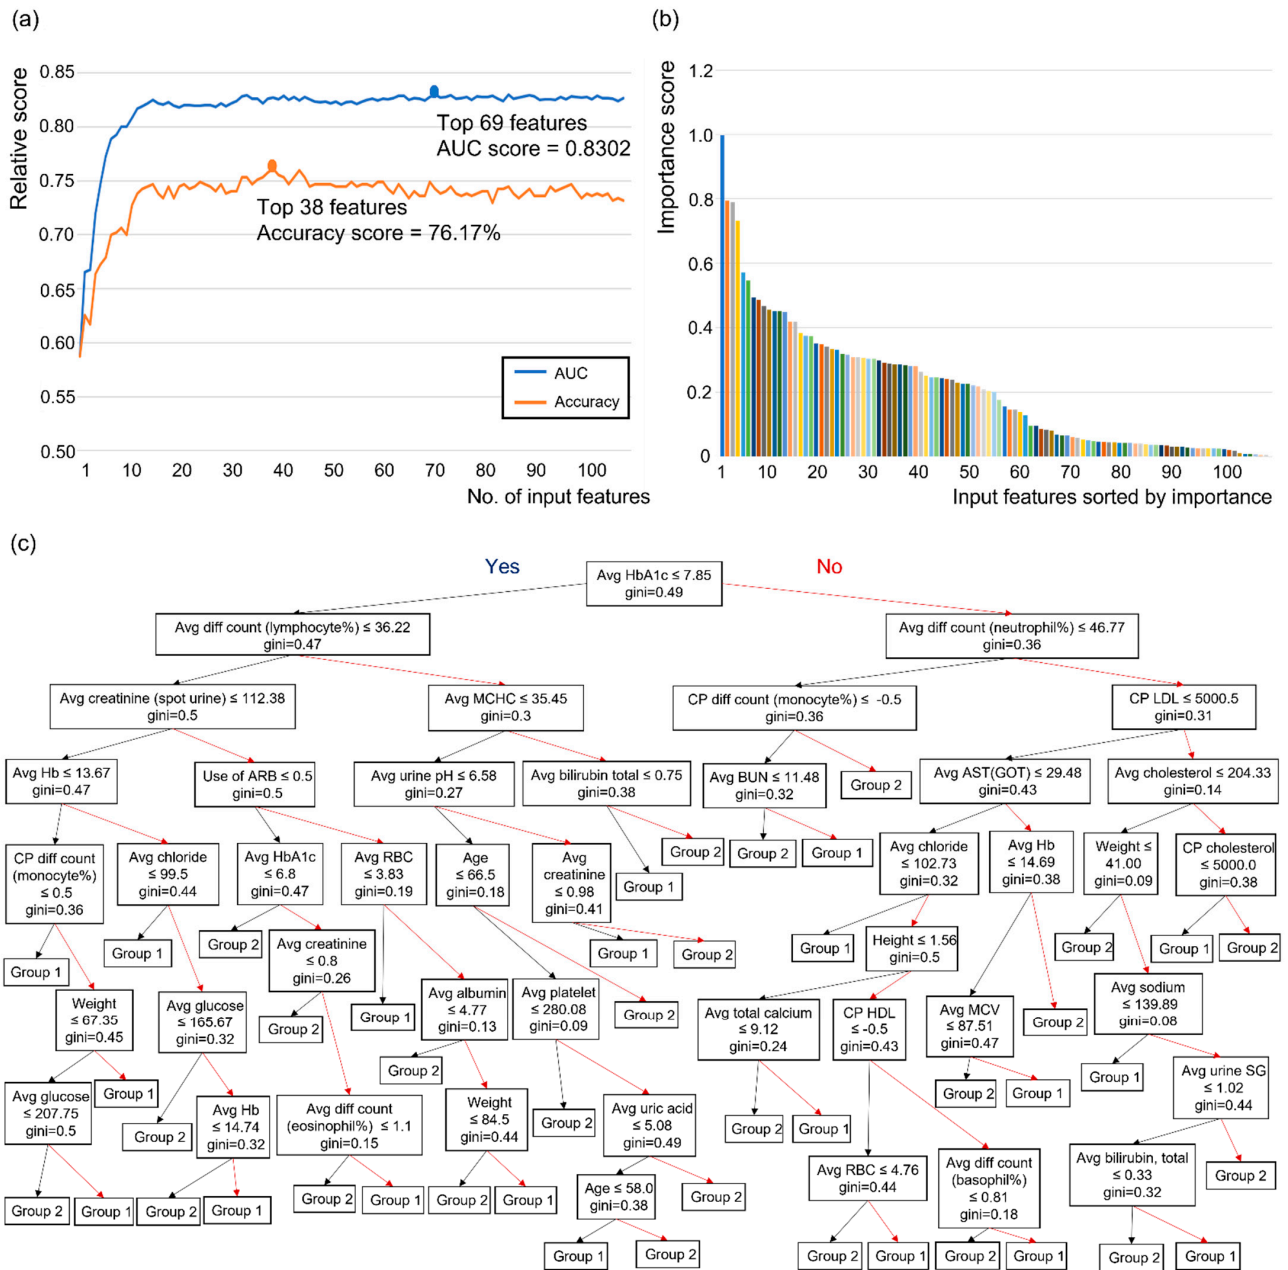 (a)
Relative score
0.85
0.80
0.75
0.70
0.65
0.60
0.55
0.50
Top 69 features
AUC score = 0.8302
Top 38 features
Accuracy score = 76.17%
AUC
Accuracy
1 10 20 30 40 50 60 70 80 90 100
No. of input features
(b)
Importance score
1.2
1.0
0.8
0.6
0.4
0.2
0
1 10 20 30 40 50 60 70 80 90 100
Input features sorted by importance
(c)
Yes
No
Avg HbA1c ≤ 7.85
gini=0.49
Avg diff count (lymphocyte%) ≤ 36.22
gini=0.47
Avg diff count (neutrophil%) ≤ 46.77
gini=0.36
Avg creatinine (spot urine) ≤ 112.38
gini=0.5
Avg MCHC ≤ 35.45
gini=0.3
CP diff count (monocyte%) ≤ -0.5
gini=0.36
CP LDL ≤ 5000.5
gini=0.31
Avg Hb ≤ 13.67
gini=0.47
Use of ARB ≤ 0.5
gini=0.5
Avg urine pH ≤ 6.58
gini=0.27
Avg bilirubin total ≤ 0.75
gini=0.38
Avg BUN ≤ 11.48
gini=0.32
Group 2
Avg AST(GOT) ≤ 29.48
gini=0.43
Avg cholesterol ≤ 204.33
gini=0.14
CP diff count
(monocyte%)
≤ 0.5
gini=0.36
Avg chloride
≤ 99.5
gini=0.44
Avg HbA1c
≤ 6.8
gini=0.47
Avg RBC
≤ 3.83
gini=0.19
Age
≤ 66.5
gini=0.18
Avg
creatinine
≤ 0.98
gini=0.41
Group 1
Group 2
Group 2
Group 1
Avg chloride
≤ 102.73
gini=0.32
Avg Hb
≤ 14.69
gini=0.38
Weight ≤
41.00
gini=0.09
CP cholesterol
≤ 5000.0
gini=0.38
Group 1
Weight
≤ 67.35
gini=0.45
Group 1
Avg glucose
≤ 165.67
gini=0.32
Group 2
Avg creatinine
≤ 0.8
gini=0.26
Group 1
Avg albumin
≤ 4.77
gini=0.13
Avg platelet
≤ 280.08
gini=0.09
Group 2
Group 1
Group 2
Group 1
Height ≤ 1.56
gini=0.5
Avg MCV
≤ 87.51
gini=0.47
Group 2
Group 2
Avg sodium
≤ 139.89
gini=0.08
Group 1
Group 2
Avg glucose
≤ 207.75
gini=0.5
Group 1
Group 2
Avg Hb
≤ 14.74
gini=0.32
Group 2
Avg diff count
(eosinophil%) ≤ 1.1
gini=0.15
Group 2
Weight
≤ 84.5
gini=0.44
Group 2
Avg uric acid
≤ 5.08
gini=0.49
Avg total calcium
≤ 9.12
gini=0.24
CP HDL
≤ -0.5
gini=0.43
Group 2
Group 1
Group 1
Avg urine SG
≤ 1.02
gini=0.44
Group 2
Group 1
Group 2
Group 1
Group 2
Group 1
Group 2
Group 1
Age ≤ 58.0
gini=0.38
Group 2
Group 2
Group 1
Avg RBC ≤ 4.76
gini=0.44
Avg diff count
(basophil%)
≤ 0.81
gini=0.18
Avg bilirubin, total
≤ 0.33
gini=0.32
Group 2
Group 1
Group 2
Group 2
Group 1
Group 2
Group 1
Group 2
Group 1